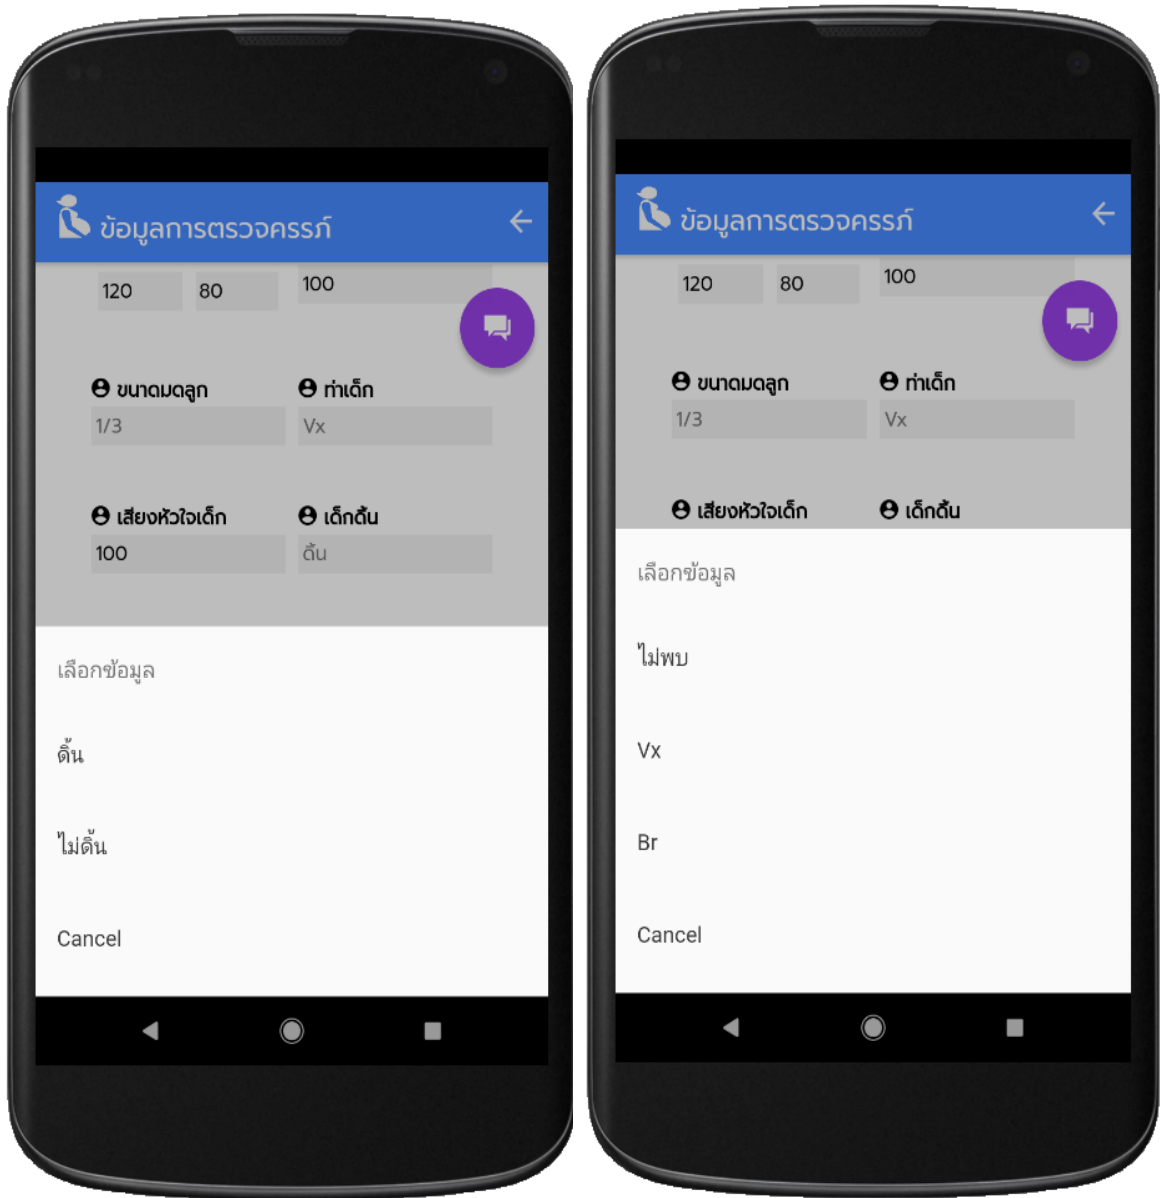 ข้อมูลการตรวจครรภ์
120 80 100
ขนาดมดลูก ท่าเด็ก
1/3 Vx
เสียงหัวใจเด็ก เด็กดิ้น
100 ดิ้น
เลือกข้อมูล
ดิ้น
ไม่ดิ้น
Cancel
ข้อมูลการตรวจครรภ์
120 80 100
ขนาดมดลูก ท่าเด็ก
1/3 Vx
เสียงหัวใจเด็ก เด็กดิ้น
เลือกข้อมูล
ไม่พบ
Vx
Br
Cancel